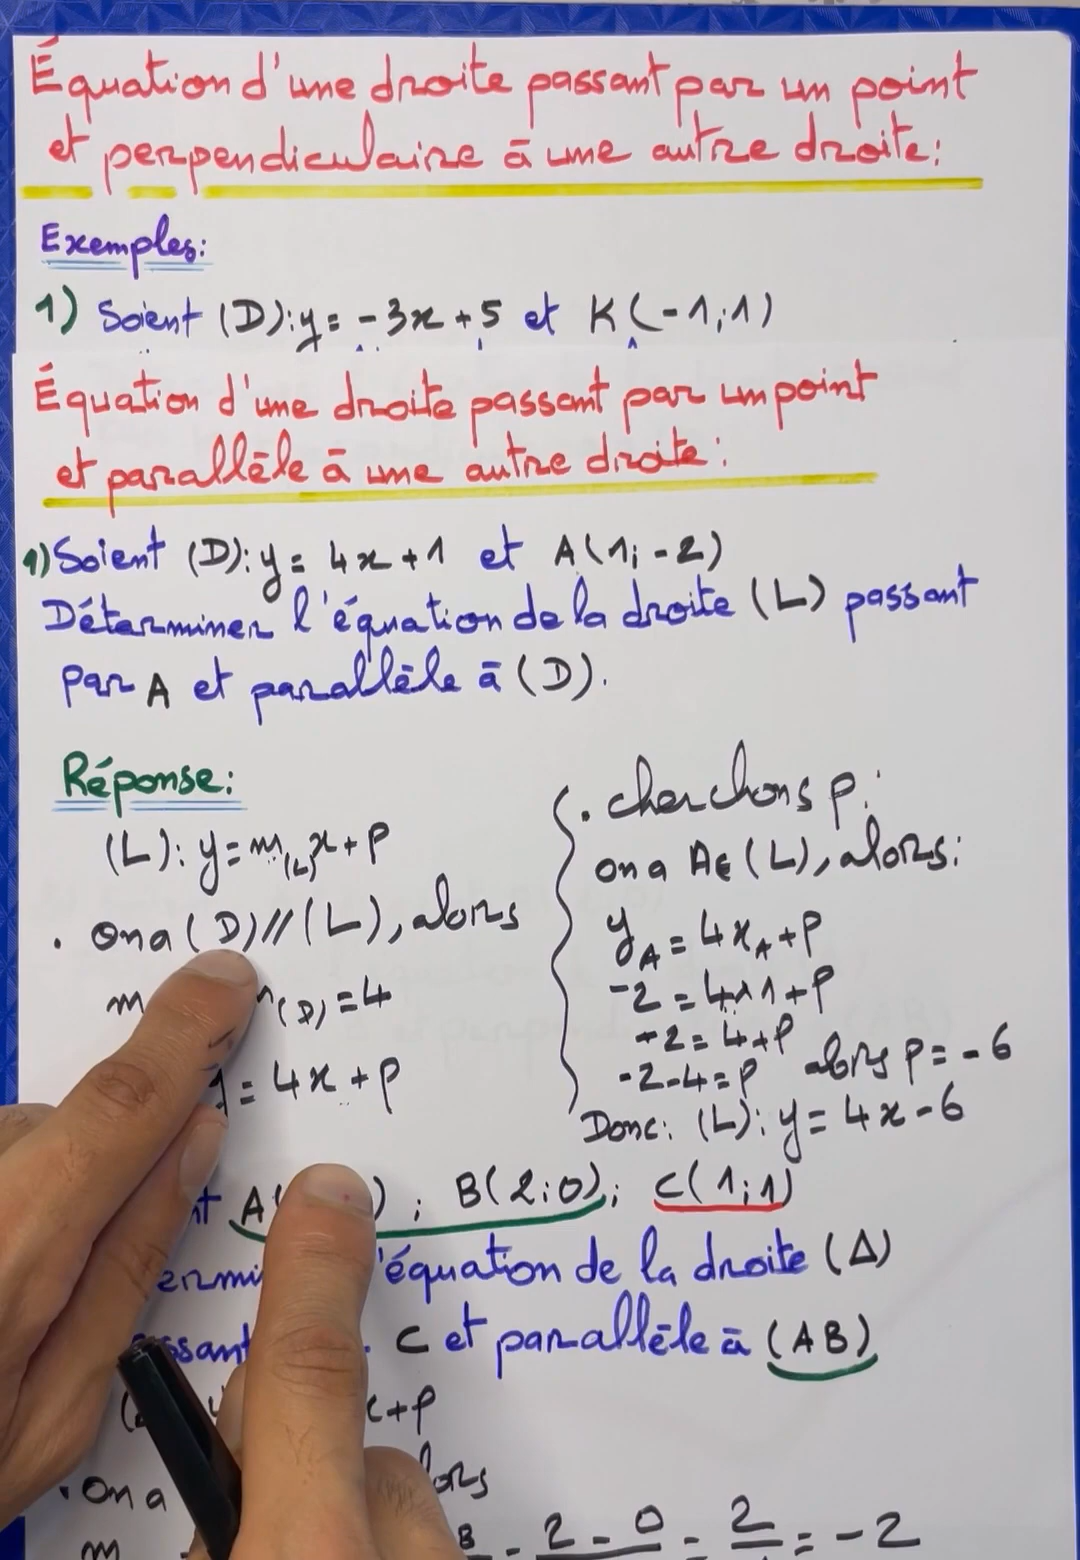 Équation d'une droite passant par un point
et perpendiculaire à une autre droite:
Exemples:
1) Soient (D): y = -3x + 5 et K(-1;1)
Équation d'une droite passant par un point
et parallèle à une autre droite:
1) Soient (D): y = 4x + 1 et A(1;-2)
Déterminer l'équation de la droite (L) passant
par A et parallèle à (D).
Réponse:
(L): y = m(L)x + p
. On a (D)//(L), alors
m (D) = 4
= 4x + p
. cherchons p:
on a A∈(L), alors:
yA = 4xA + p
-2 = 4×1 + p
-2 = 4 + p
-2-4 = p alors p = -6
Donc: (L): y = 4x - 6
A( ) ; B(2;0); C(1;1)
l'équation de la droite (Δ)
C et parallèle à (AB)
x + p
. On a
m = 2 - 0 = 2 = -2